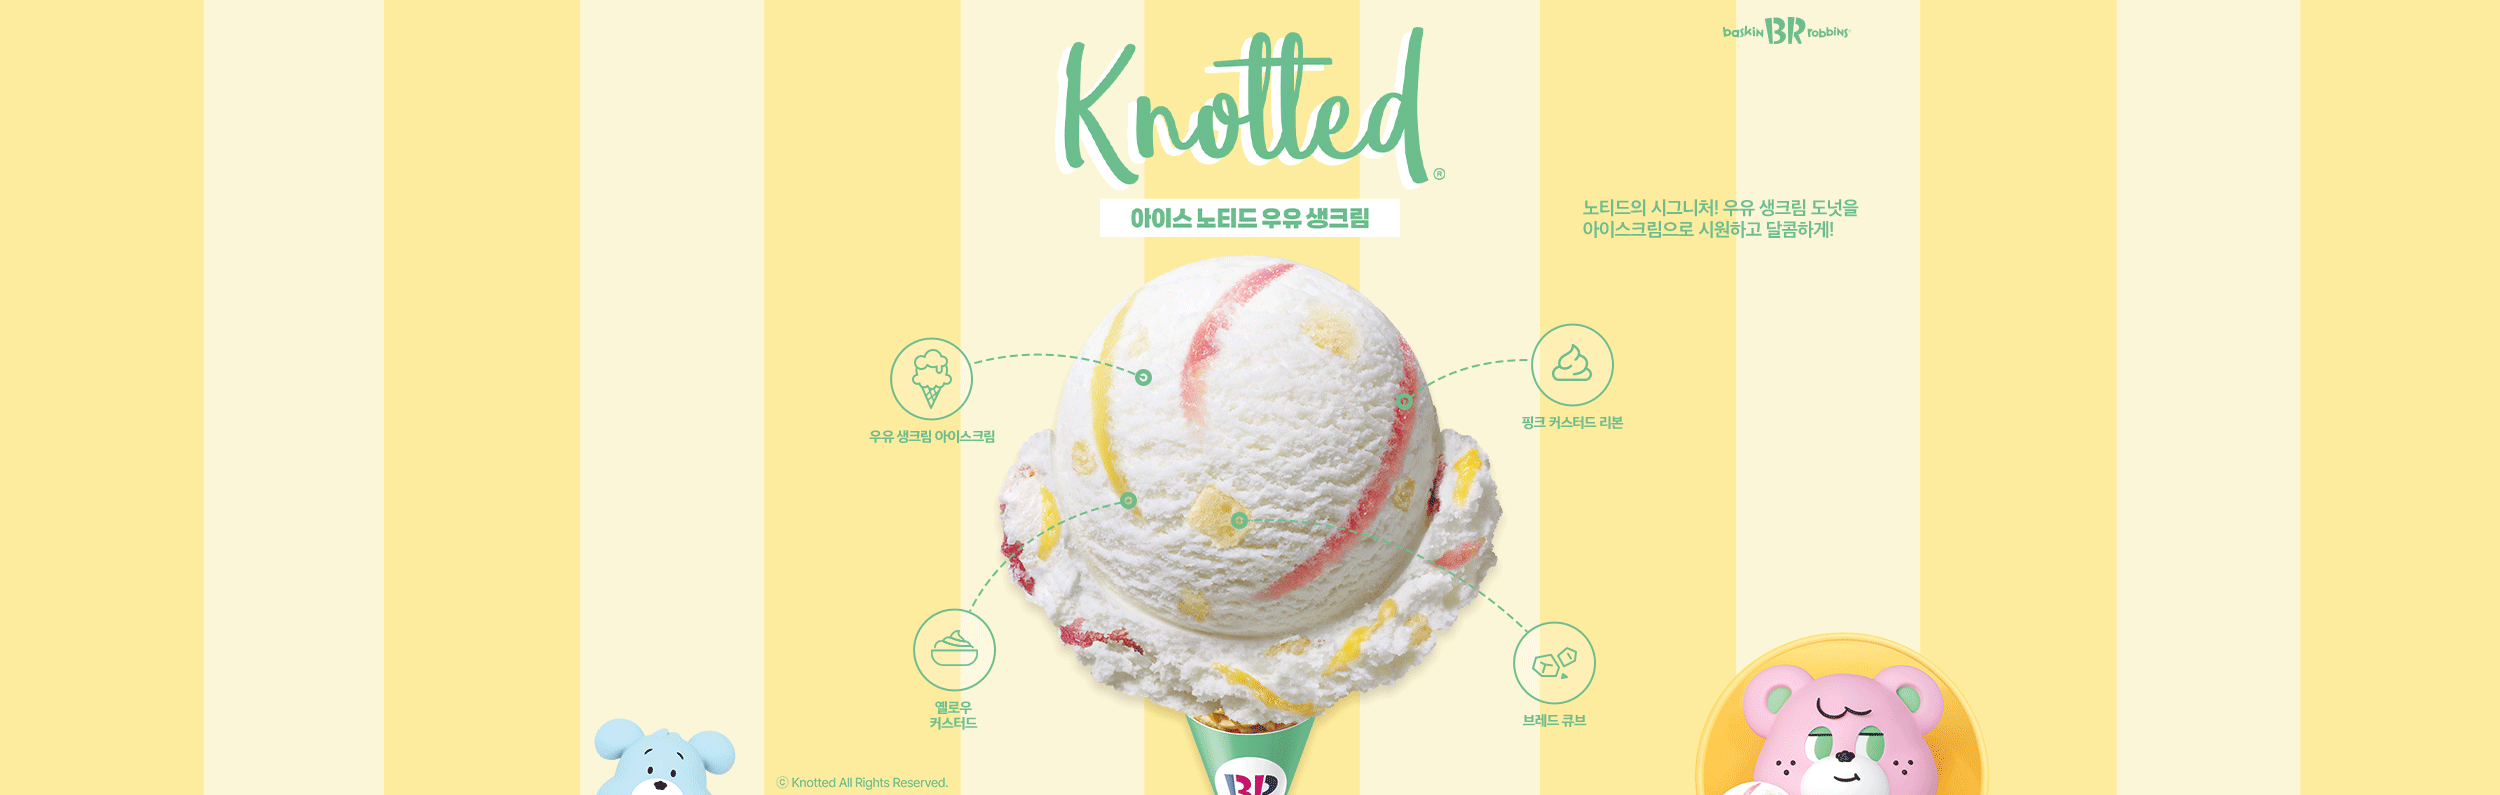 baskin BR robbins
Knotted®
아이스 노티드 우유 생크림
노티드의 시그니처! 우유 생크림 도넛을
아이스크림으로 시원하고 달콤하게!
우유 생크림 아이스크림
핑크 커스터드 리본
옐로우
커스터드
브레드 큐브
BR
ⓒ Knotted All Rights Reserved.